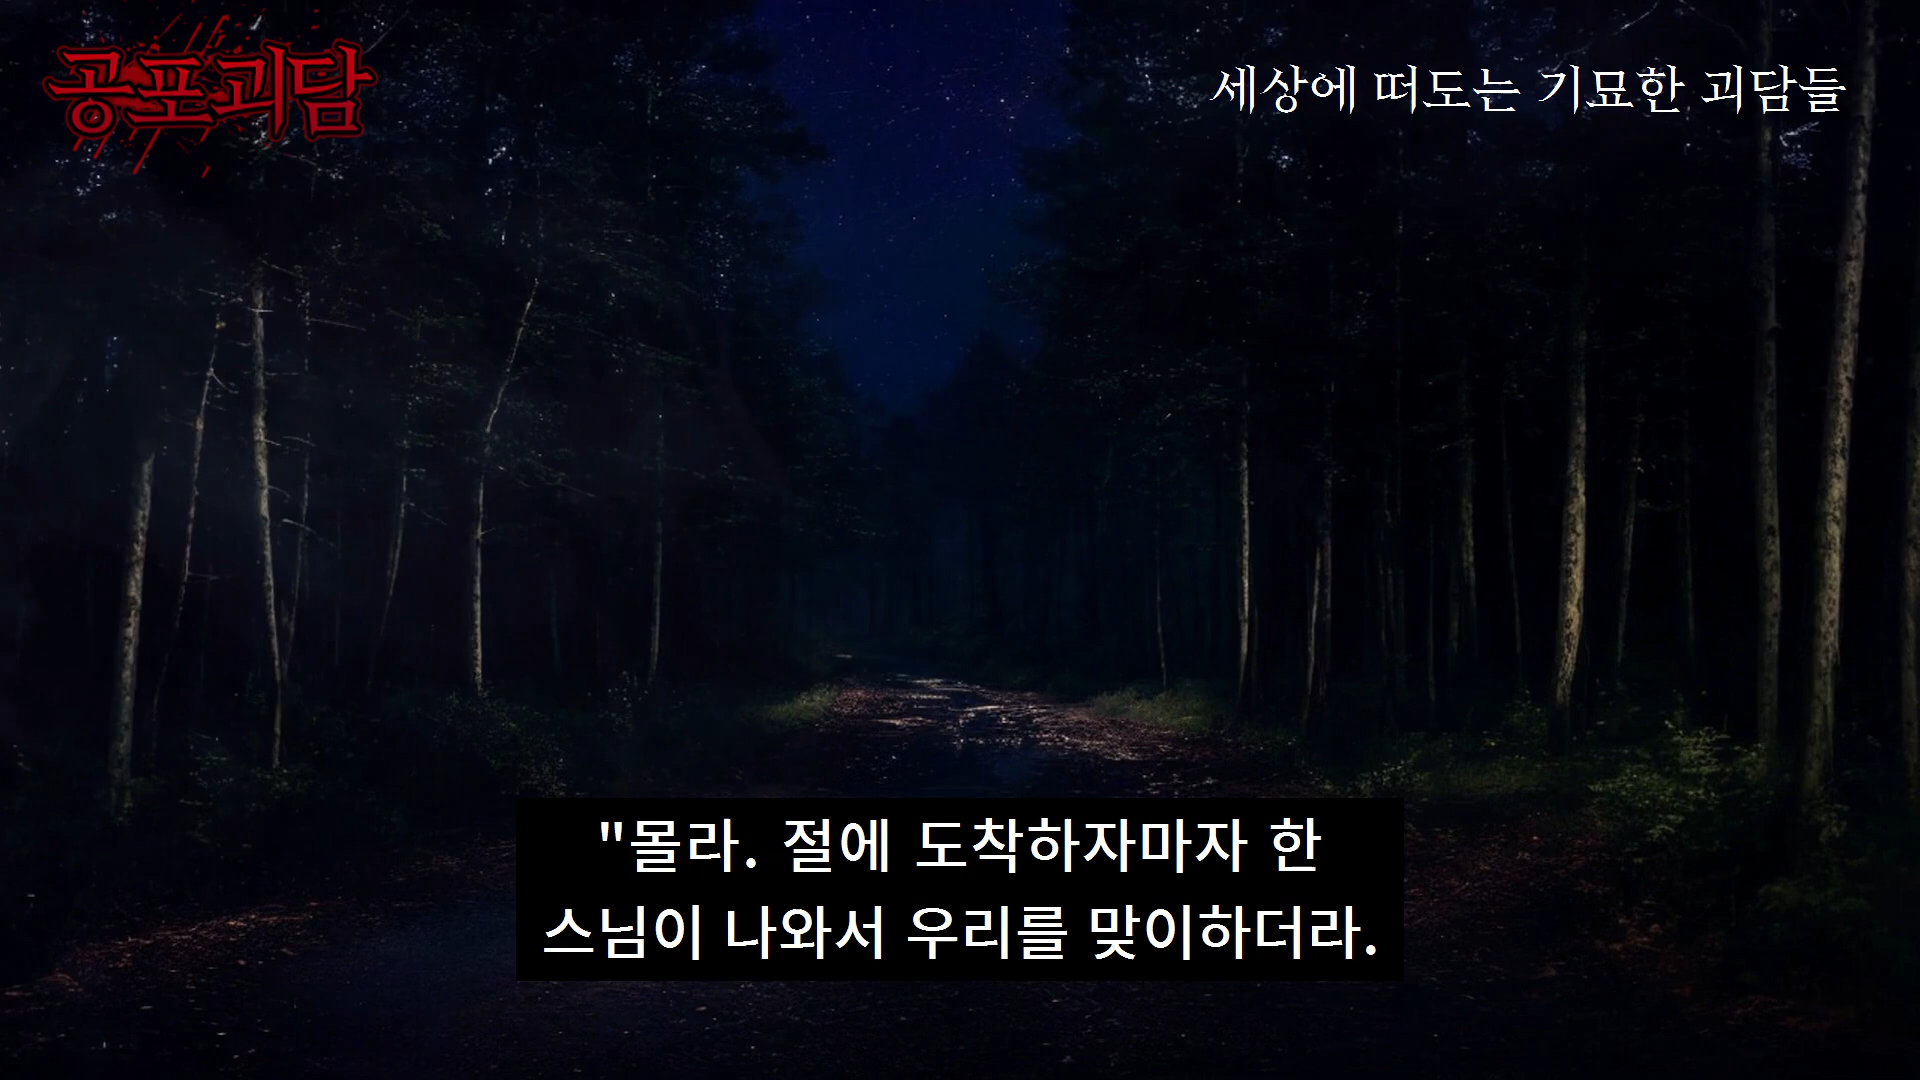 공포괴담
세상에 떠도는 기묘한 괴담들
"몰라. 절에 도착하자마자 한
스님이 나와서 우리를 맞이하더라.